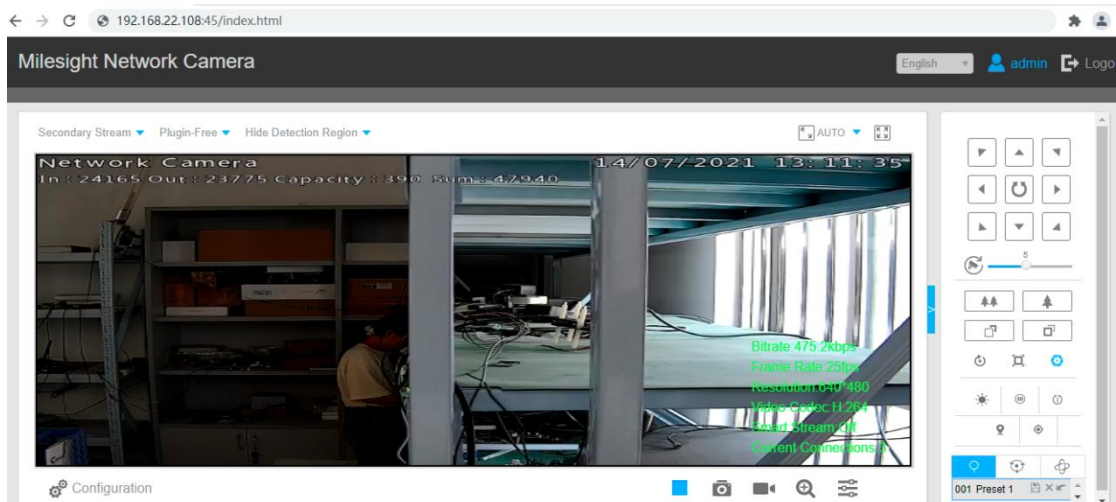 192.168.22.108:45/index.html
Milesight Network Camera
English
admin
Logo
Secondary Stream
Plugin-Free
Hide Detection Region
AUTO
Network Camera
14/07/2021 13:11:35
In : 24165 Out : 23775 Capacity : 390 Sum : 47940
Bitrate:475.2kbps
Frame Rate:25fps
Resolution:640*480
Video Codec:H.264
Smart Stream:Off
Current Connections:3
5
Configuration
001 Preset 1